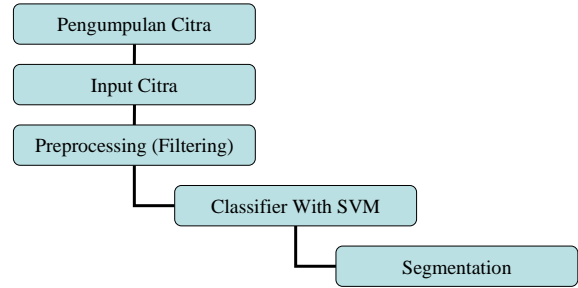 Pengumpulan Citra
Input Citra
Preprocessing (Filtering)
Classifier With SVM
Segmentation